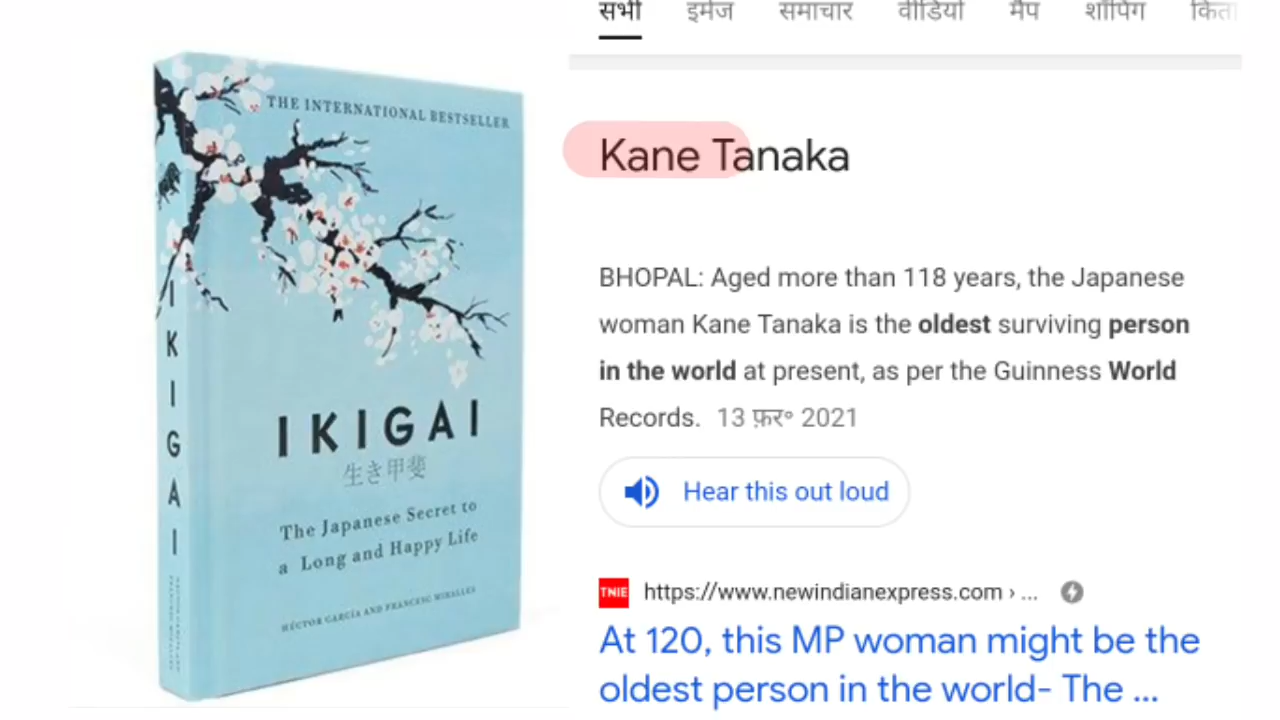 THE INTERNATIONAL BESTSELLER
IKIGAI
IKIGAI
生き甲斐
The Japanese Secret to
a Long and Happy Life
HÉCTOR GARCÍA AND FRANCESC MIRALLES
सभी इमेज समाचार वीडियो मैप शॉपिंग
Kane Tanaka
BHOPAL: Aged more than 118 years, the Japanese
woman Kane Tanaka is the oldest surviving person
in the world at present, as per the Guinness World
Records. 13 फ़र॰ 2021
Hear this out loud
TNIE https://www.newindianexpress.com › ...
At 120, this MP woman might be the
oldest person in the world- The ...